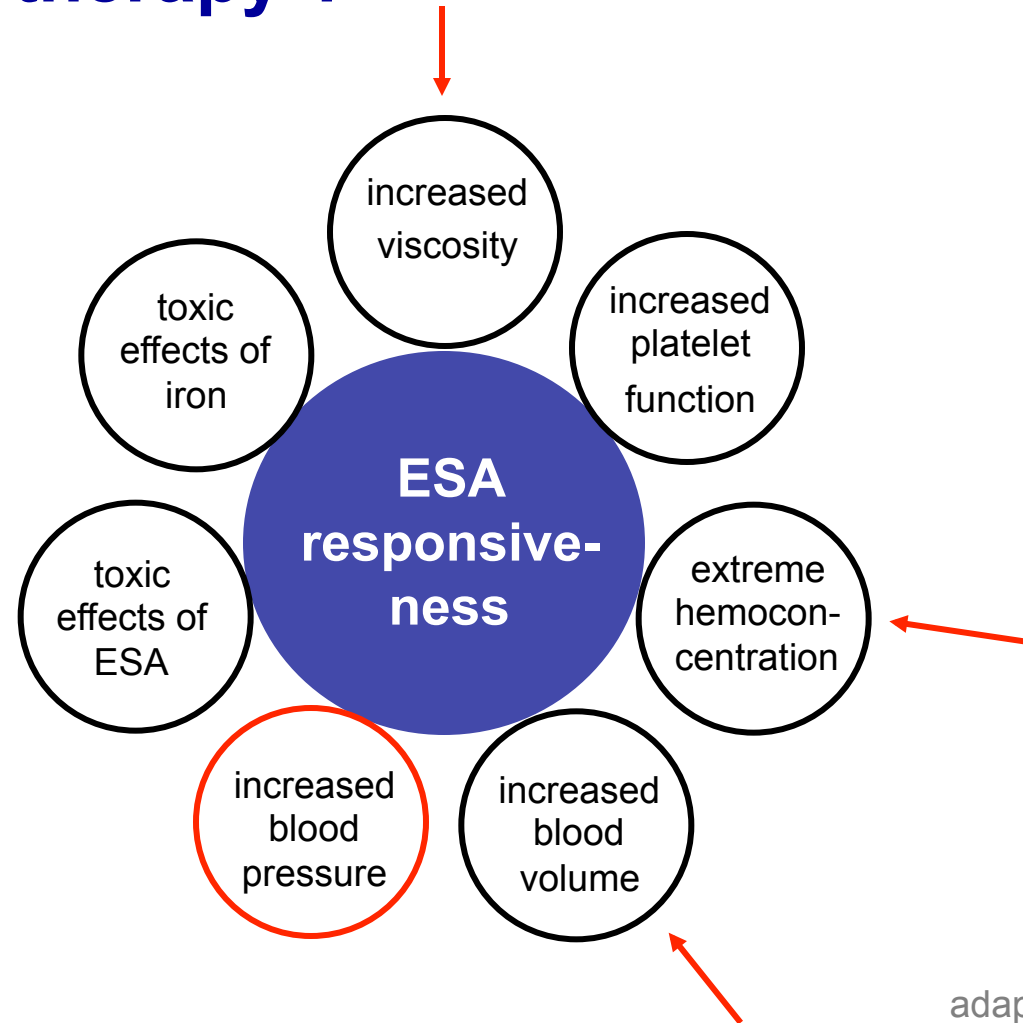 increased
viscosity
toxic
effects of
iron
increased
platelet
function
ESA
responsive-
ness
toxic
effects of
ESA
extreme
hemocon-
centration
increased
blood
pressure
increased
blood
volume